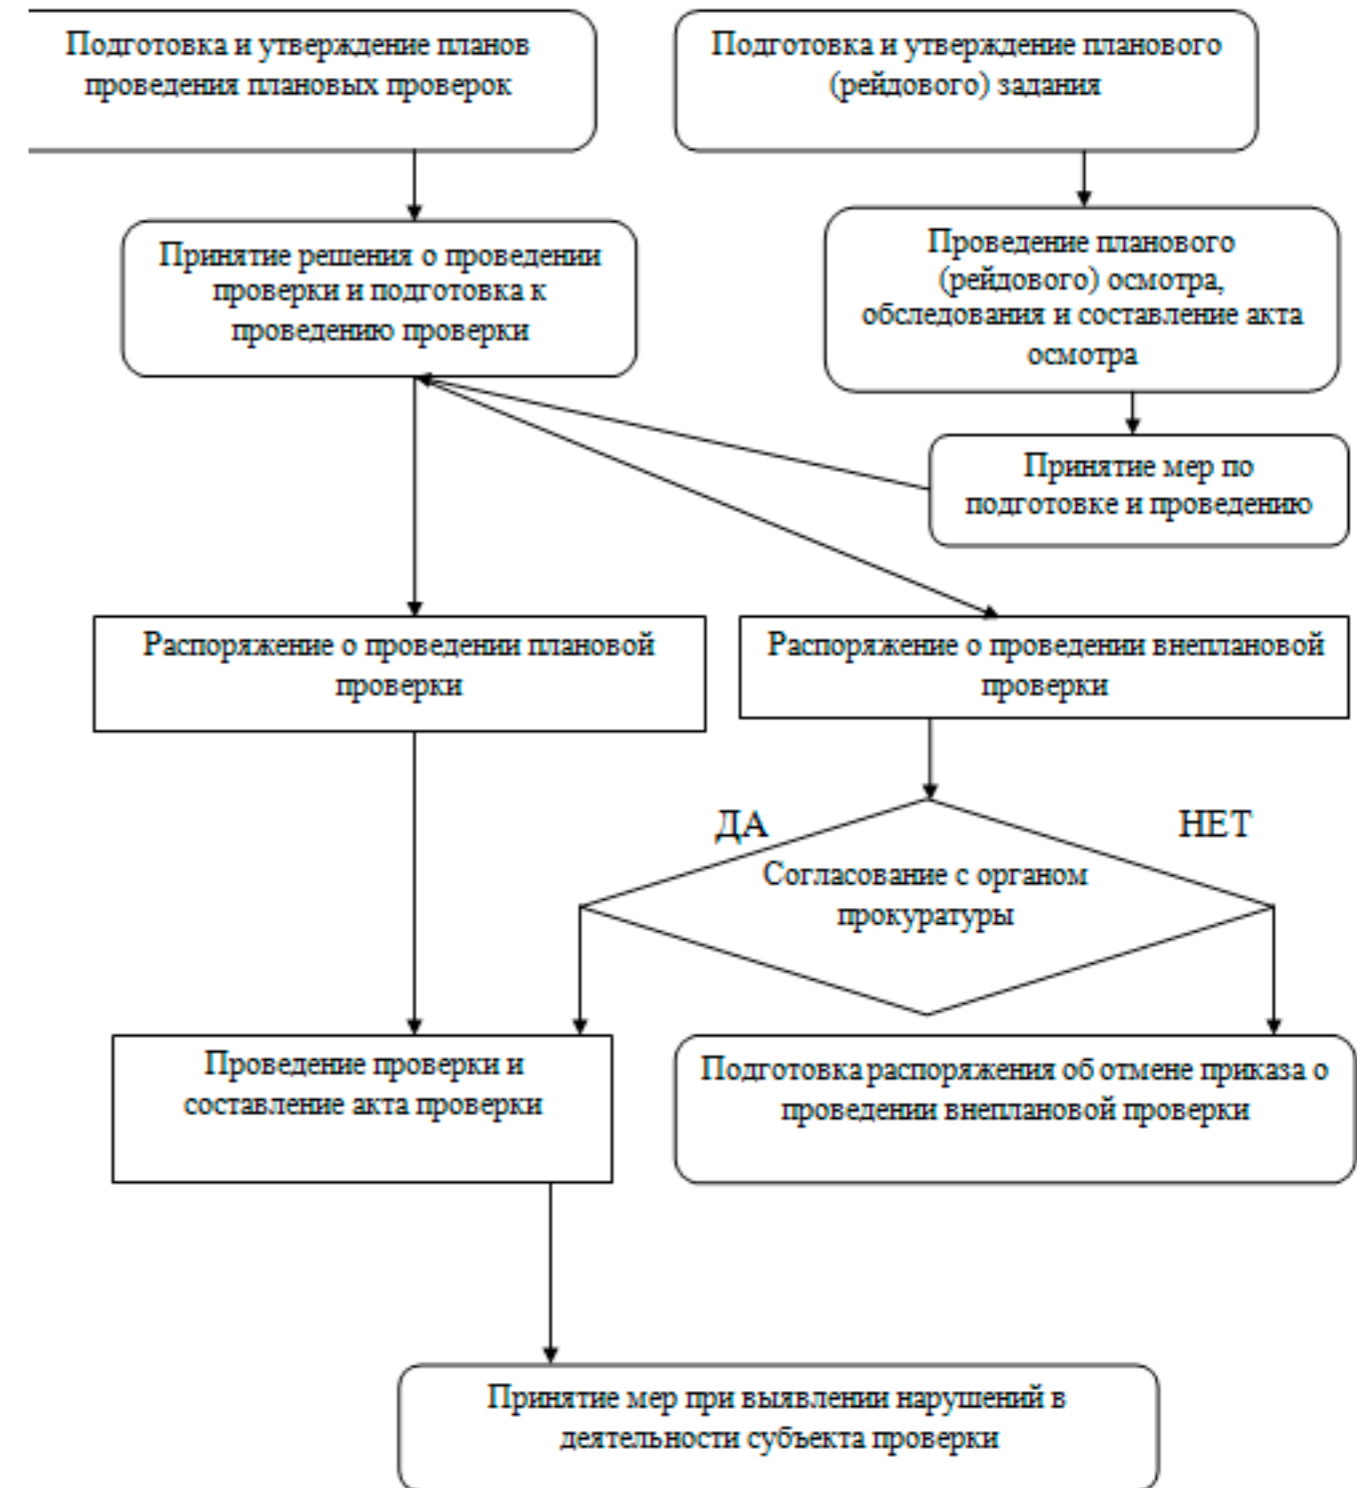 Подготовка и утверждение планов
проведения плановых проверок
Подготовка и утверждение планового
(рейдового) задания
Принятие решения о проведении
проверки и подготовка к
проведению проверки
Проведение планового
(рейдового) осмотра,
обследования и составление акта
осмотра
Принятие мер по
подготовке и проведению
Распоряжение о проведении плановой
проверки
Распоряжение о проведении внеплановой
проверки
ДА
НЕТ
Согласование с органом
прокуратуры
Проведение проверки и
составление акта проверки
Подготовка распоряжения об отмене приказа о
проведении внеплановой проверки
Принятие мер при выявлении нарушений в
деятельности субъекта проверки